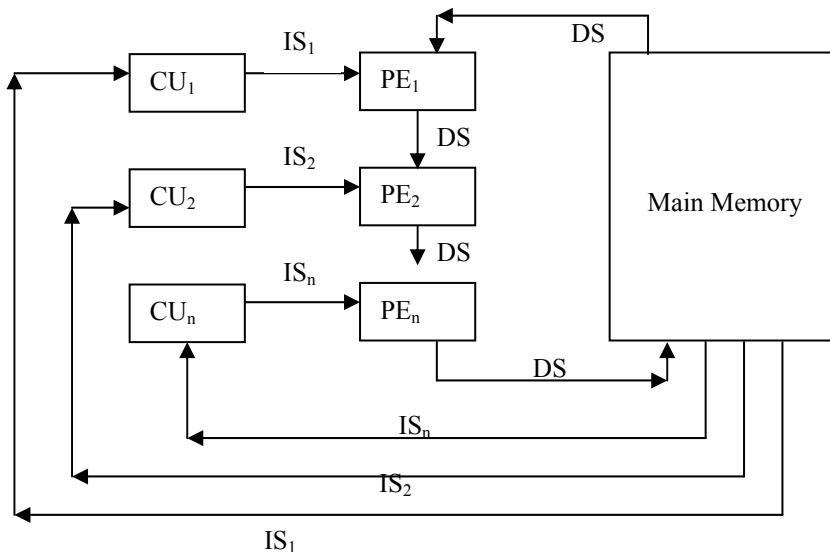 DS
IS₁
CU₁
PE₁
DS
IS₂
CU₂
PE₂
Main Memory
DS
ISₙ
CUₙ
PEₙ
DS
ISₙ
IS₂
IS₁